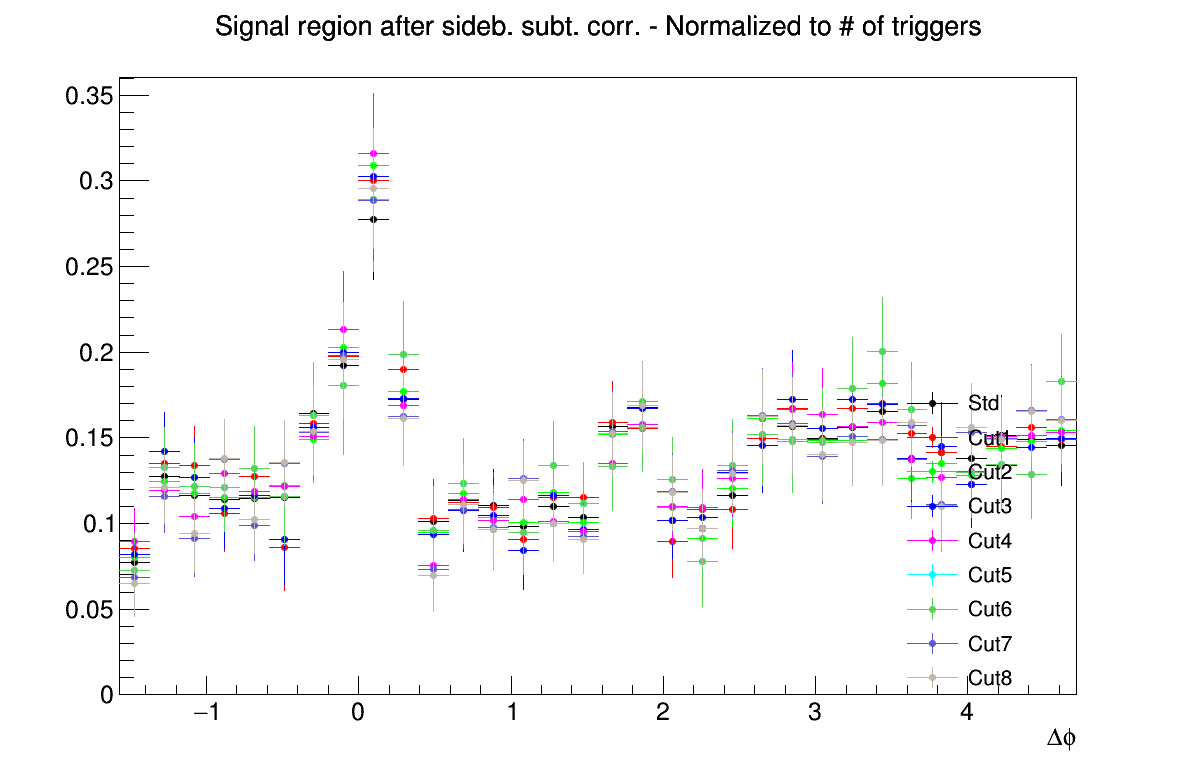 Signal region after sideb. subt. corr. - Normalized to # of triggers
0.35
0.3
0.25
0.2
0.15
0.1
0.05
0
−1 0 1 2 3 4
Δϕ
Std
Cut1
Cut2
Cut3
Cut4
Cut5
Cut6
Cut7
Cut8